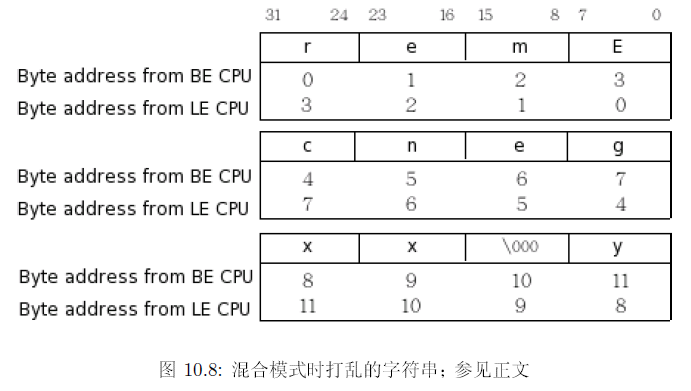 31 24 23 16 15 8 7 0
r e m E
Byte address from BE CPU 0 1 2 3
Byte address from LE CPU 3 2 1 0
c n e g
Byte address from BE CPU 4 5 6 7
Byte address from LE CPU 7 6 5 4
x x \000 y
Byte address from BE CPU 8 9 10 11
Byte address from LE CPU 11 10 9 8
图 10.8: 混合模式时打乱的字符串; 参见正文